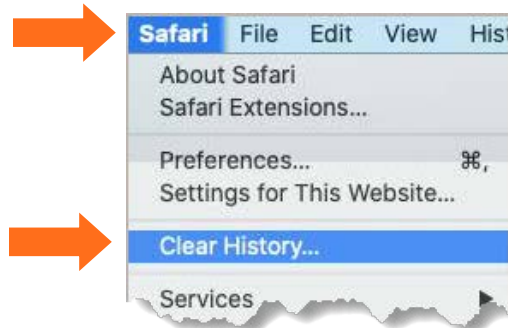 Safari File Edit View Hist
About Safari
Safari Extensions...
Preferences... ⌘,
Settings for This Website...
Clear History...
Services